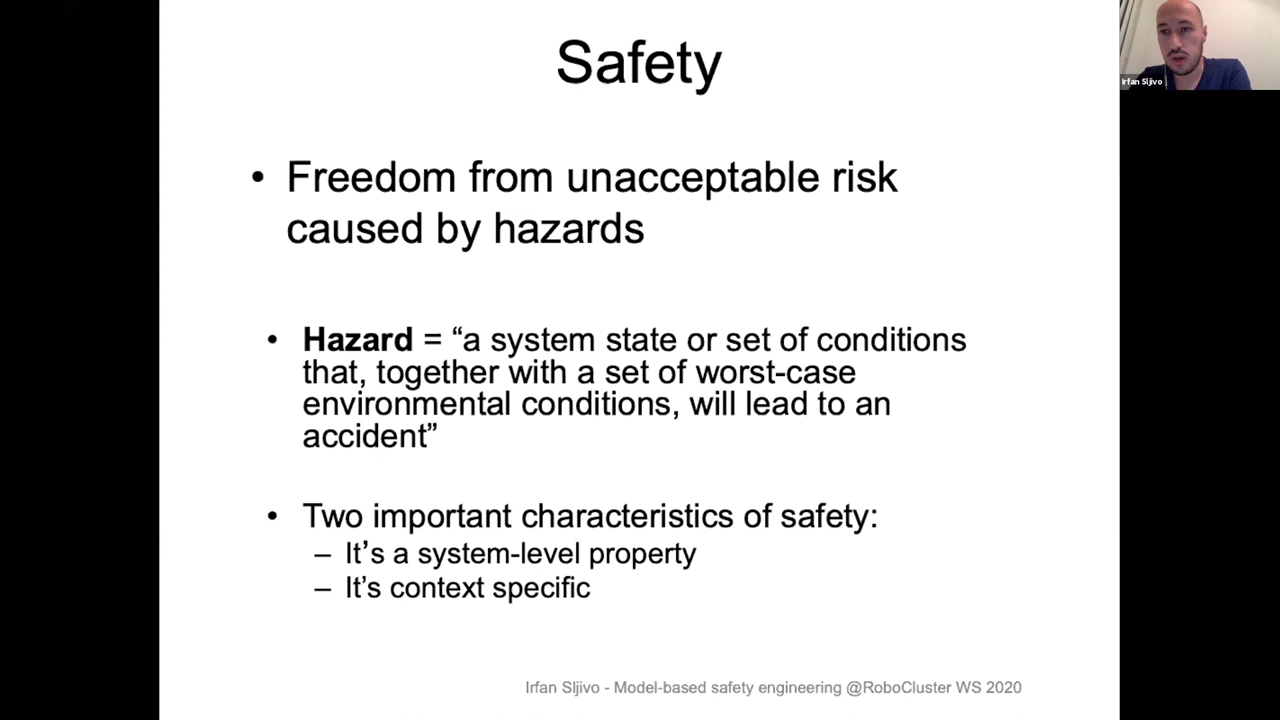 Safety
Irfan Sljivo
• Freedom from unacceptable risk
caused by hazards
• Hazard = “a system state or set of conditions
that, together with a set of worst-case
environmental conditions, will lead to an
accident”
• Two important characteristics of safety:
– It’s a system-level property
– It’s context specific
Irfan Sljivo - Model-based safety engineering @RoboCluster WS 2020